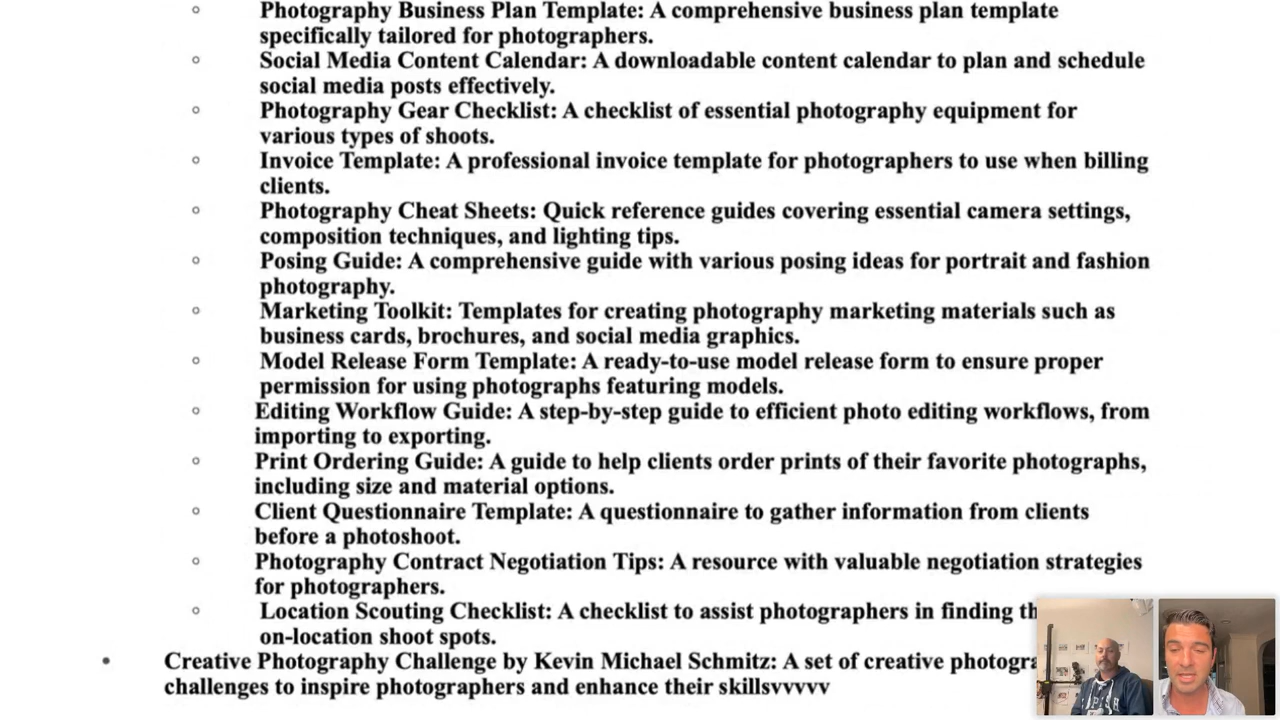 Photography Business Plan Template: A comprehensive business plan template
specifically tailored for photographers.
Social Media Content Calendar: A downloadable content calendar to plan and schedule
social media posts effectively.
Photography Gear Checklist: A checklist of essential photography equipment for
various types of shoots.
Invoice Template: A professional invoice template for photographers to use when billing
clients.
Photography Cheat Sheets: Quick reference guides covering essential camera settings,
composition techniques, and lighting tips.
Posing Guide: A comprehensive guide with various posing ideas for portrait and fashion
photography.
Marketing Toolkit: Templates for creating photography marketing materials such as
business cards, brochures, and social media graphics.
Model Release Form Template: A ready-to-use model release form to ensure proper
permission for using photographs featuring models.
Editing Workflow Guide: A step-by-step guide to efficient photo editing workflows, from
importing to exporting.
Print Ordering Guide: A guide to help clients order prints of their favorite photographs,
including size and material options.
Client Questionnaire Template: A questionnaire to gather information from clients
before a photoshoot.
Photography Contract Negotiation Tips: A resource with valuable negotiation strategies
for photographers.
Location Scouting Checklist: A checklist to assist photographers in finding
on-location shoot spots.
Creative Photography Challenge by Kevin Michael Schmitz: A set of creative
challenges to inspire photographers and enhance their skillsvvvvv